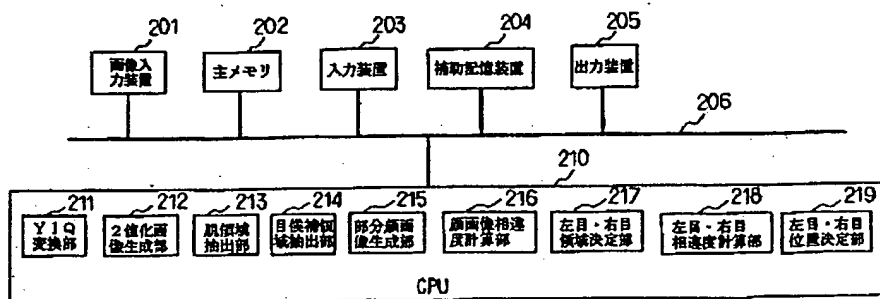 201
202
203
204
205
画像入
力装置
主メモリ
入力装置
補助記憶装置
出力装置
206
210
211
212
213
214
215
216
217
218
219
YIQ
変換部
2値化画
像生成部
肌領域
抽出部
目候補領
域抽出部
部分顔画
像生成部
顔画像相違
度計算部
左目・右目
領域決定部
左目・右目
相違度計算部
左目・右目
位置決定部
CPU